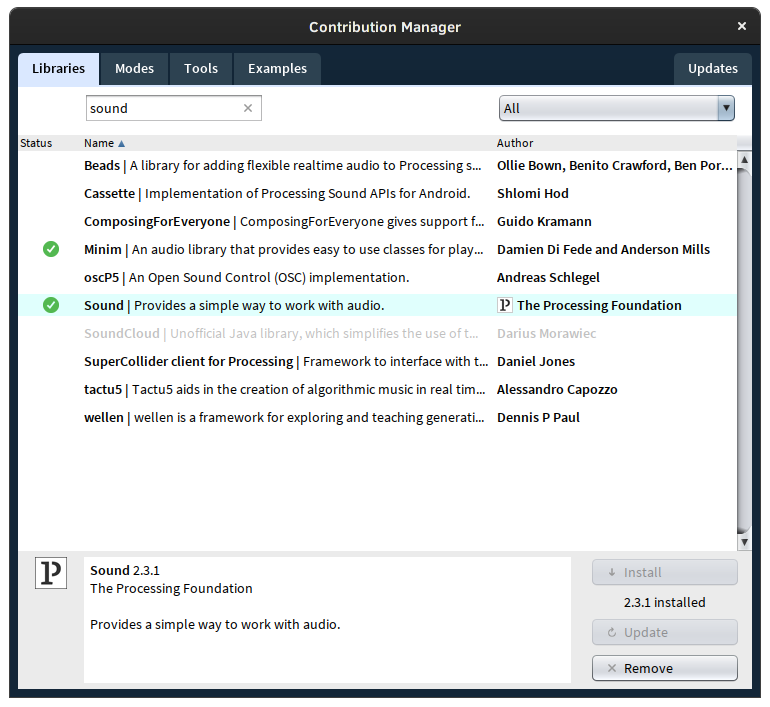 Contribution Manager
Libraries Modes Tools Examples Updates
sound All
Status Name Author
Beads | A library for adding flexible realtime audio to Processing s... Ollie Bown, Benito Crawford, Ben Por...
Cassette | Implementation of Processing Sound APIs for Android. Shlomi Hod
ComposingForEveryone | ComposingForEveryone gives support f... Guido Kramann
Minim | An audio library that provides easy to use classes for play... Damien Di Fede and Anderson Mills
oscP5 | An Open Sound Control (OSC) implementation. Andreas Schlegel
Sound | Provides a simple way to work with audio. P The Processing Foundation
SoundCloud | Unofficial Java library, which simplifies the use of t... Darius Morawiec
SuperCollider client for Processing | Framework to interface with t... Daniel Jones
tactu5 | Tactu5 aids in the creation of algorithmic music in real tim... Alessandro Capozzo
wellen | wellen is a framework for exploring and teaching generati... Dennis P Paul
P
Sound 2.3.1
The Processing Foundation
Provides a simple way to work with audio.
Install
2.3.1 installed
Update
Remove